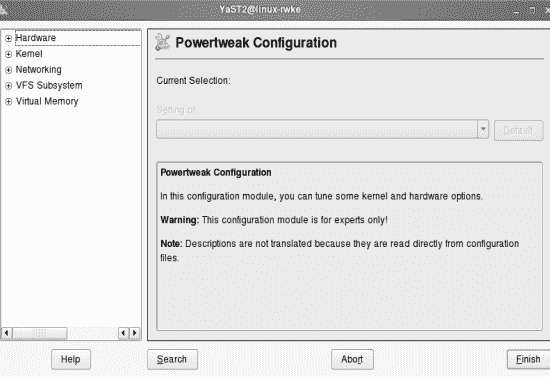 YaST2@linux-rwke
Hardware
Kernel
Networking
VFS Subsystem
Virtual Memory
Powertweak Configuration
Current Selection:
Setting of:
Default
Powertweak Configuration
In this configuration module, you can tune some kernel and hardware options.
Warning: This configuration module is for experts only!
Note: Descriptions are not translated because they are read directly from configuration
files.
Help
Search
Abort
Finish